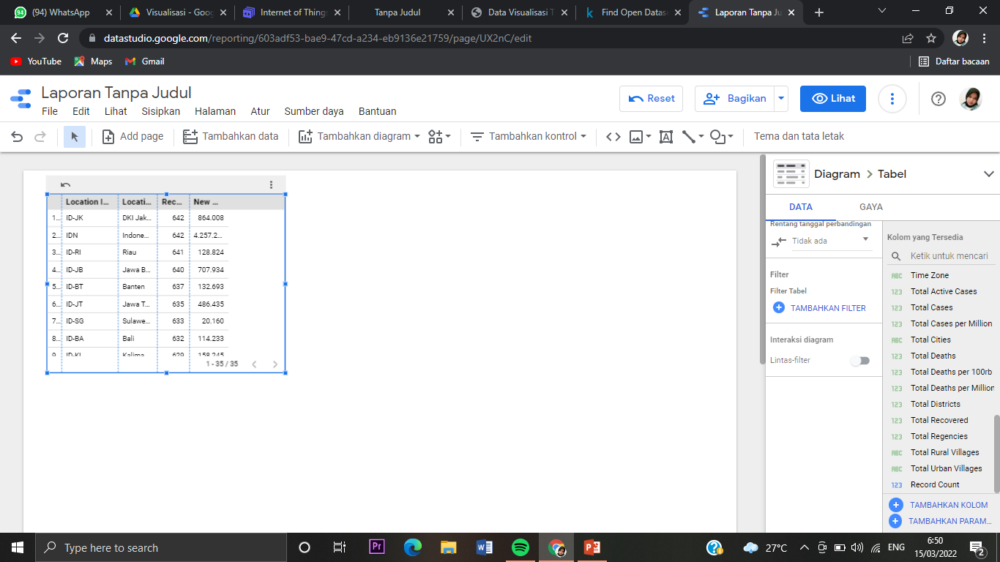 (94) WhatsApp
Visualisasi - Goog
Internet of Things
Tanpa Judul
Data Visualisasi T
Find Open Datase
Laporan Tanpa Ju
datastudio.google.com/reporting/603adf53-bae9-47cd-a234-eb9136e21759/page/UX2nC/edit
YouTube
Maps
Gmail
Daftar bacaan
Laporan Tanpa Judul
Reset
Bagikan
Lihat
File Edit Lihat Sisipkan Halaman Atur Sumber daya Bantuan
Add page
Tambahkan data
Tambahkan diagram
Tambahkan kontrol
Tema dan tata letak
Location I... Locati... Rec... New ...
1... ID-JK DKI Jak... 642 864.008
2... IDN Indone... 642 4.257.2...
3... ID-RI Riau 641 128.824
4... ID-JB Jawa B... 640 707.934
5... ID-BT Banten 637 132.693
6... ID-JT Jawa T... 635 486.435
7... ID-SG Sulawe... 633 20.160
8... ID-BA Bali 632 114.233
9. ID-KI Kalima 629 158.245
1 - 35 / 35
Diagram > Tabel
DATA
GAYA
Rentang tanggal perbandingan
Tidak ada
Filter
Filter Tabel
TAMBAHKAN FILTER
Interaksi diagram
Lintas-filter
Kolom yang Tersedia
Ketik untuk mencari
ABC Time Zone
123 Total Active Cases
123 Total Cases
123 Total Cases per Million
ABC Total Cities
123 Total Deaths
123 Total Deaths per 100rb
123 Total Deaths per Million
123 Total Districts
123 Total Recovered
123 Total Regencies
ABC Total Rural Villages
ABC Total Urban Villages
123 Record Count
TAMBAHKAN KOLOM
TAMBAHKAN PARAM...
Type here to search
Pr
27°C
ENG
6:50
15/03/2022
2